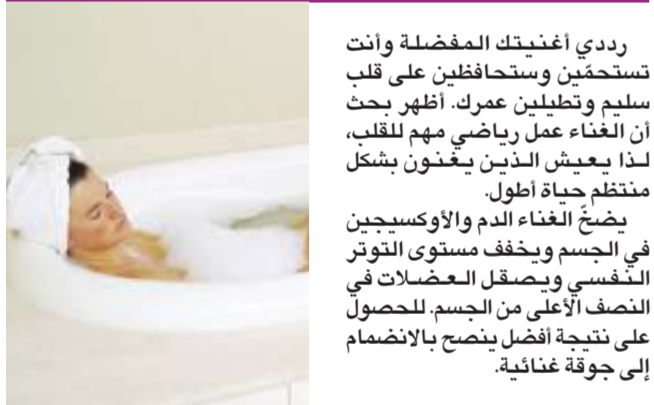 رددي أغنيتك المفضلة وأنت
تستحمّين وستحافظين على قلب
سليم وتطيلين عمرك. أظهر بحث
أن الغناء عمل رياضي مهم للقلب،
لذا يعيش الذين يغنون بشكل
منتظم حياة أطول.
يضخّ الغناء الدم والأوكسيجين
في الجسم ويخفف مستوى التوتر
النفسي ويصقل العضلات في
النصف الأعلى من الجسم. للحصول
على نتيجة أفضل ينصح بالانضمام
إلى جوقة غنائية.